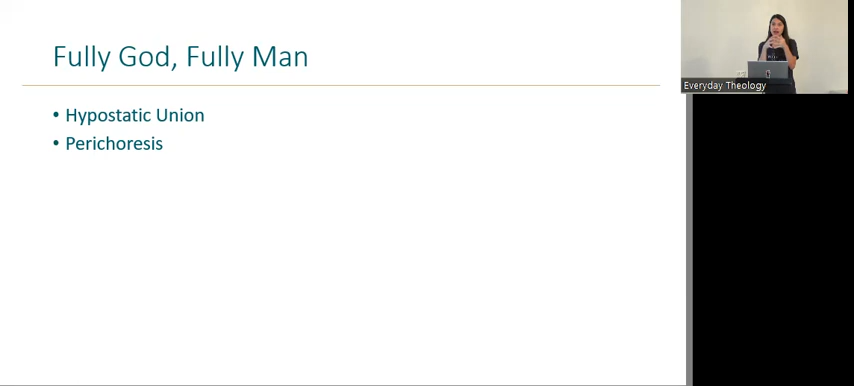 Fully God, Fully Man
• Hypostatic Union
• Perichoresis
Everyday Theology